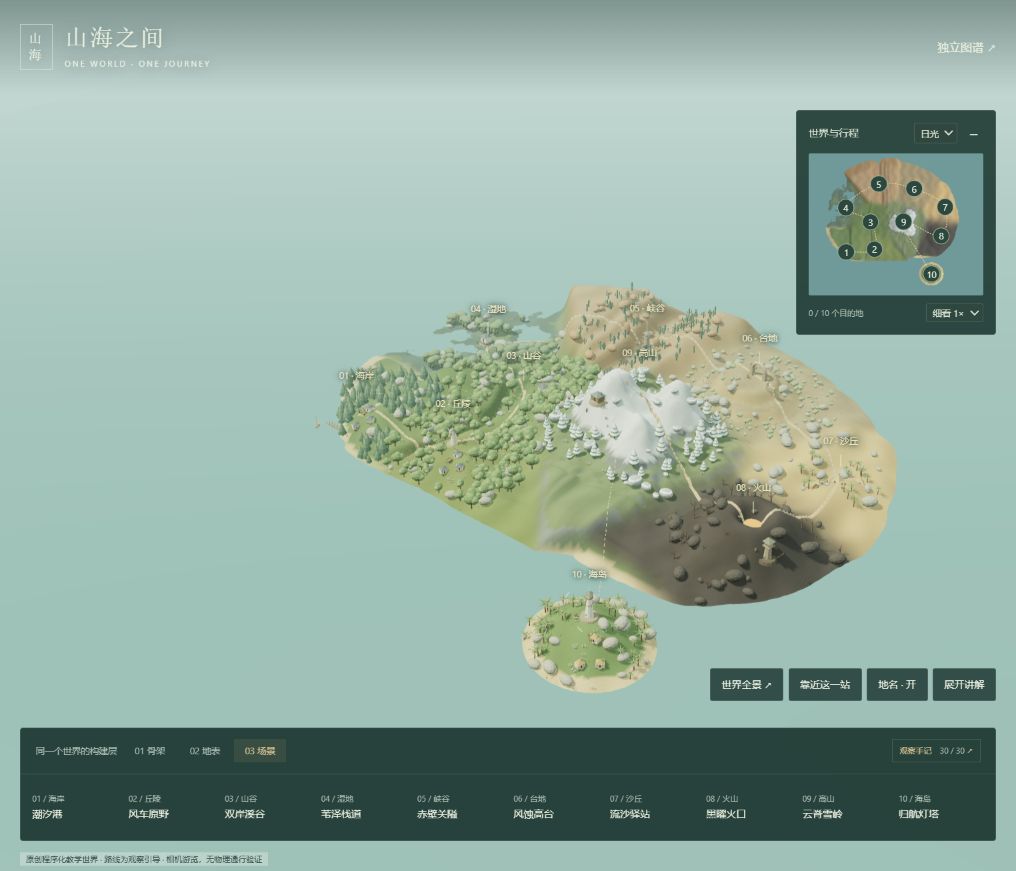 山海
山海之间
ONE WORLD · ONE JOURNEY
独立图谱 ↗
世界与行程
日光
5
6
4
7
3
9
8
1
2
10
0 / 10 个目的地
细看 1×
04 · 湿地
05 · 峡谷
06 · 台地
03 · 山谷
09 · 高山
01 · 海岸
02 · 丘陵
07 · 沙丘
08 · 火山
10 · 海岛
世界全景 ↗
靠近这一站
地名 · 开
展开讲解
同一个世界的构建层
01 骨架
02 地表
03 场景
观察手记 30 / 30 ↗
01 / 海岸
02 / 丘陵
03 / 山谷
04 / 湿地
05 / 峡谷
06 / 台地
07 / 沙丘
08 / 火山
09 / 高山
10 / 海岛
潮汐港
风车原野
双岸溪谷
苇泽栈道
赤壁关隘
风蚀高台
流沙驿站
黑曜火口
云脊雪岭
归航灯塔
原创程序化教学世界 · 路线为观察引导 · 相机游览，无物理通行验证